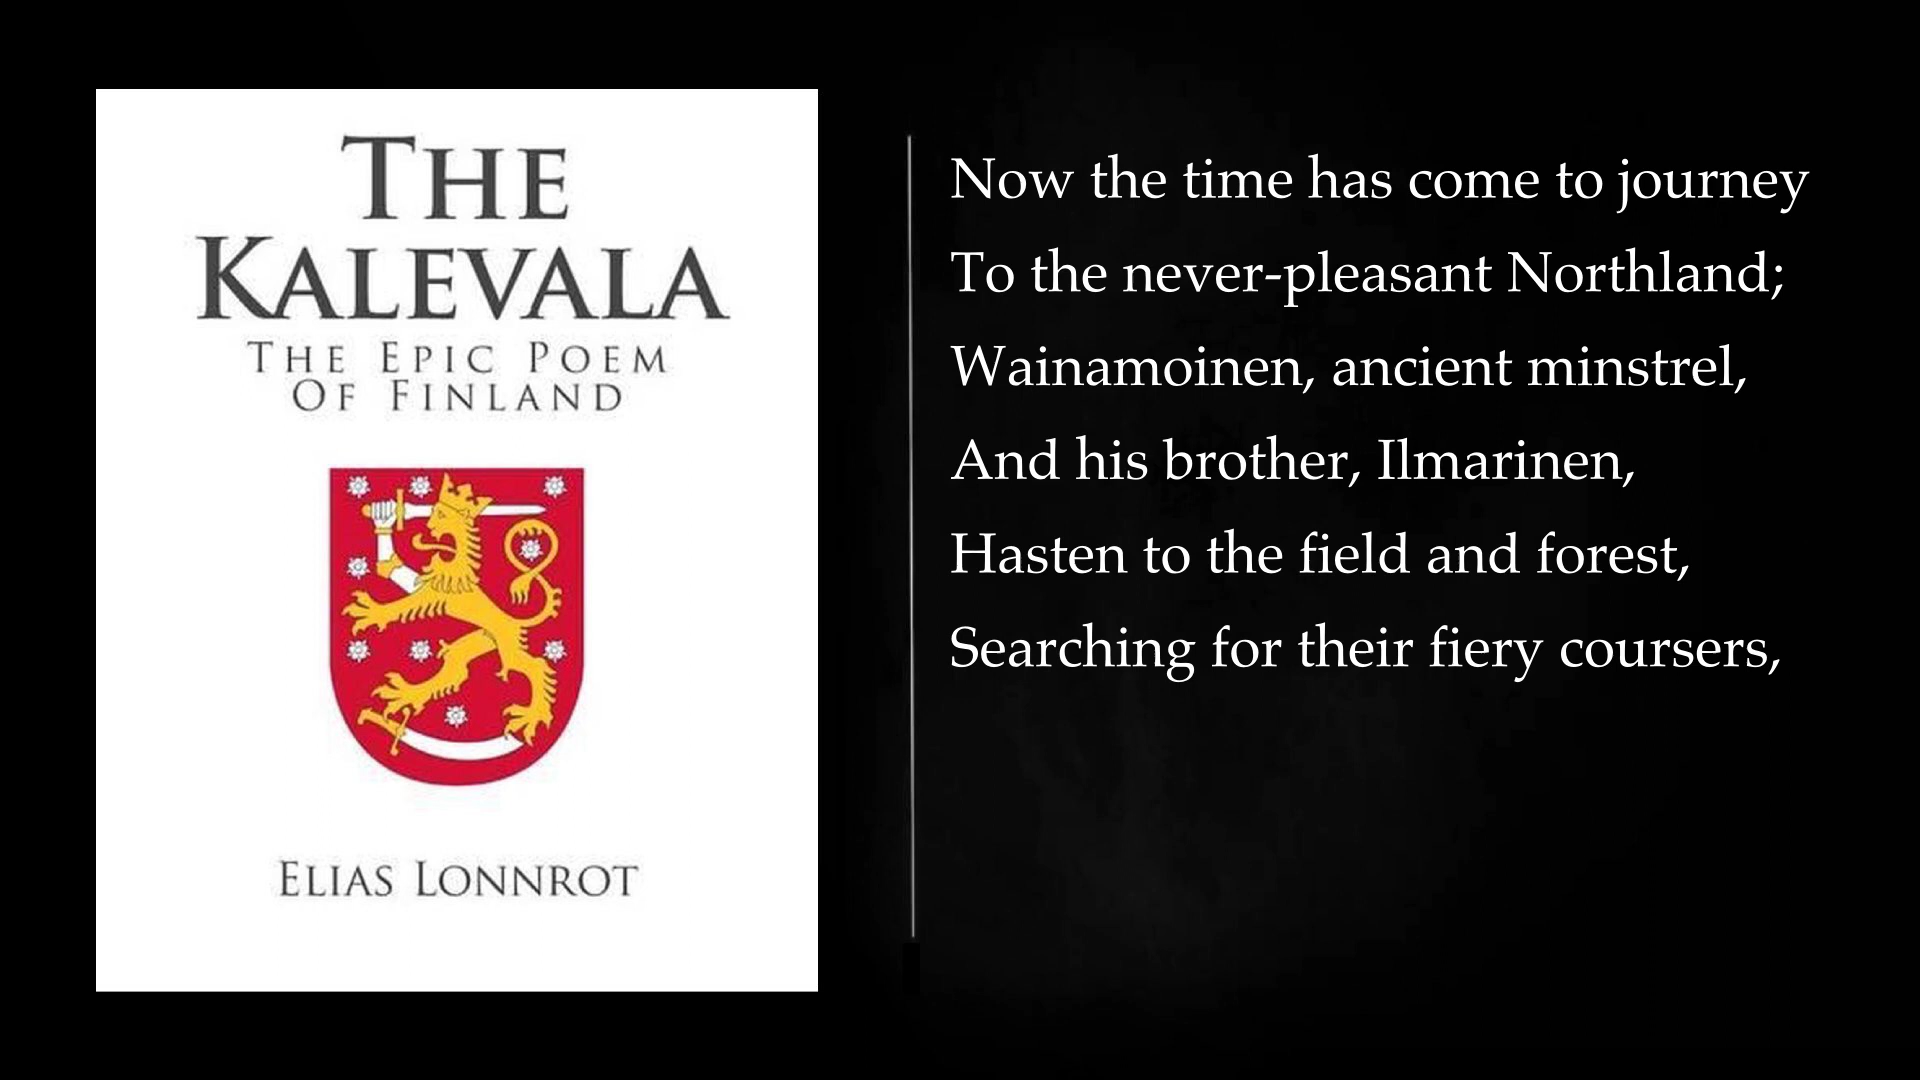 THE
KALEVALA
THE EPIC POEM
OF FINLAND
ELIAS LONNROT
Now the time has come to journey
To the never-pleasant Northland;
Wainamoinen, ancient minstrel,
And his brother, Ilmarinen,
Hasten to the field and forest,
Searching for their fiery coursers,